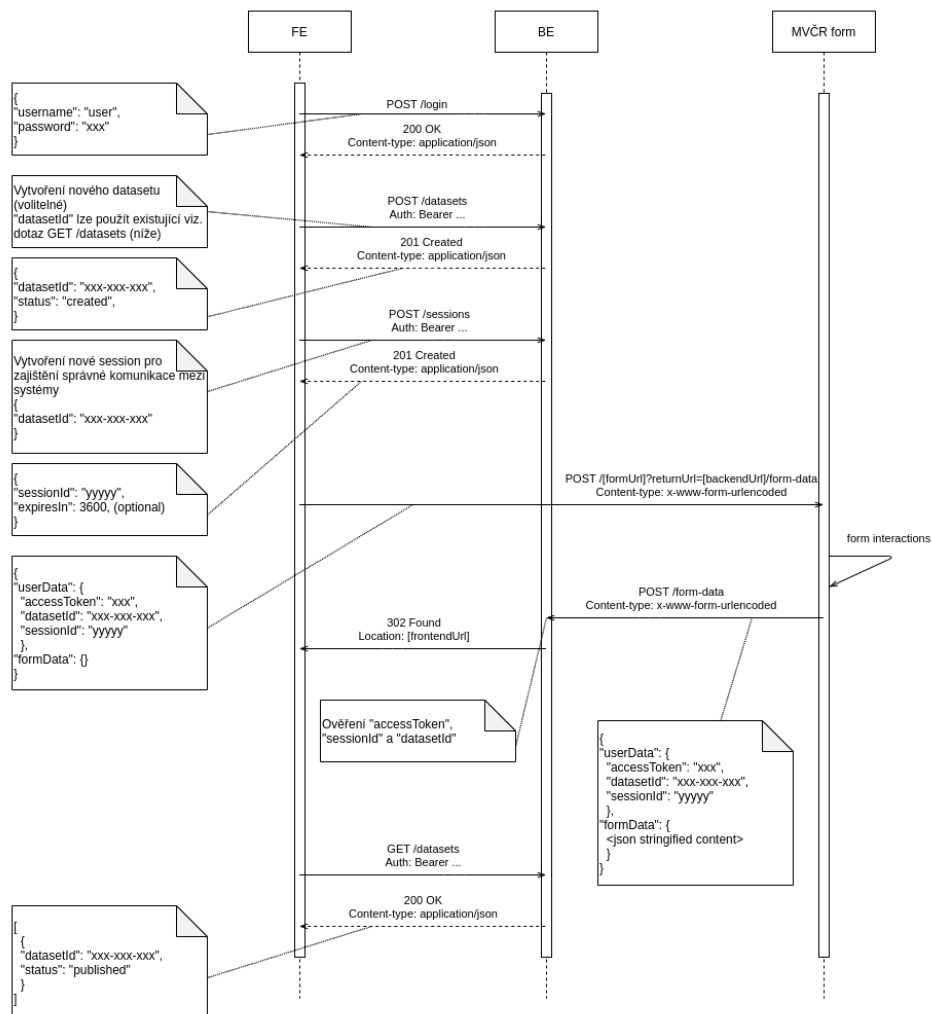 FE
BE
MVČR form
{
"username": "user",
"password": "xxx"
}
POST /login
200 OK
Content-type: application/json
Vytvoření nového datasetu
(volitelné)
"datasetId" lze použít existující viz.
dotaz GET /datasets (níže)
POST /datasets
Auth: Bearer ...
201 Created
Content-type: application/json
{
"datasetId": "xxx-xxx-xxx",
"status": "created",
}
POST /sessions
Auth: Bearer ...
Vytvoření nové session pro
zajištění správné komunikace mezi
systémy
{
"datasetId": "xxx-xxx-xxx"
}
201 Created
Content-type: application/json
{
"sessionId": "yyyyy",
"expiresIn": 3600, (optional)
}
POST /[formUrl]?returnUrl=[backendUrl]/form-data
Content-type: x-www-form-urlencoded
form interactions
{
"userData": {
"accessToken": "xxx",
"datasetId": "xxx-xxx-xxx",
"sessionId": "yyyyy"
},
"formData": {}
}
POST /form-data
Content-type: x-www-form-urlencoded
302 Found
Location: [frontendUrl]
Ověření "accessToken",
"sessionId" a "datasetId"
{
"userData": {
"accessToken": "xxx",
"datasetId": "xxx-xxx-xxx",
"sessionId": "yyyyy"
},
"formData": {
<json stringified content>
}
}
GET /datasets
Auth: Bearer ...
200 OK
Content-type: application/json
[
{
"datasetId": "xxx-xxx-xxx",
"status": "published"
}
]